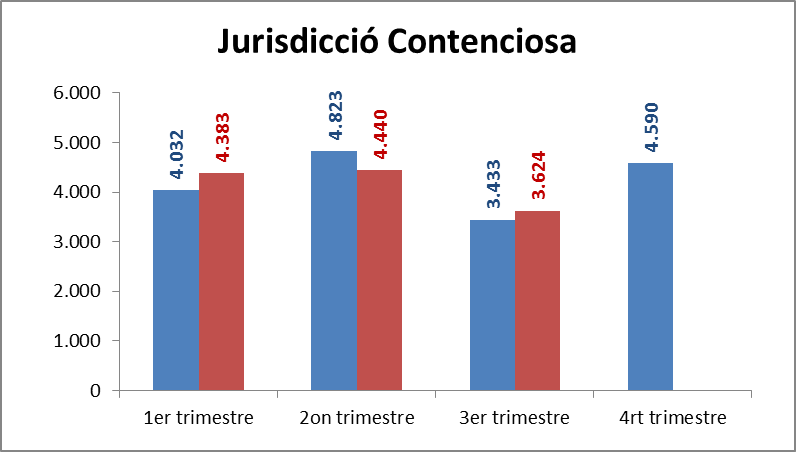 Jurisdicció Contenciosa
6.000
5.000
4.000
3.000
2.000
1.000
0
4.032
4.383
4.823
4.440
3.433
3.624
4.590
1er trimestre
2on trimestre
3er trimestre
4rt trimestre